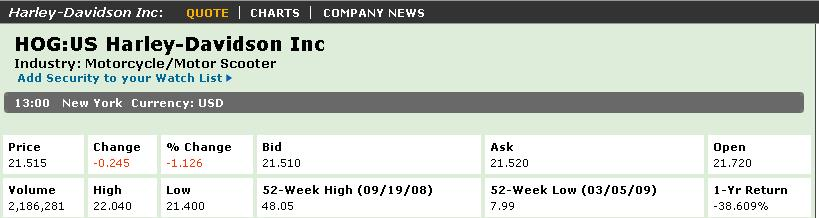 Harley-Davidson Inc: QUOTE | CHARTS | COMPANY NEWS
HOG:US Harley-Davidson Inc
Industry: Motorcycle/Motor Scooter
Add Security to your Watch List
13:00 New York Currency: USD
Price Change % Change Bid Ask Open
21.515 -0.245 -1.126 21.510 21.520 21.720
Volume High Low 52-Week High (09/19/08) 52-Week Low (03/05/09) 1-Yr Return
2,186,281 22.040 21.400 48.05 7.99 -38.609%